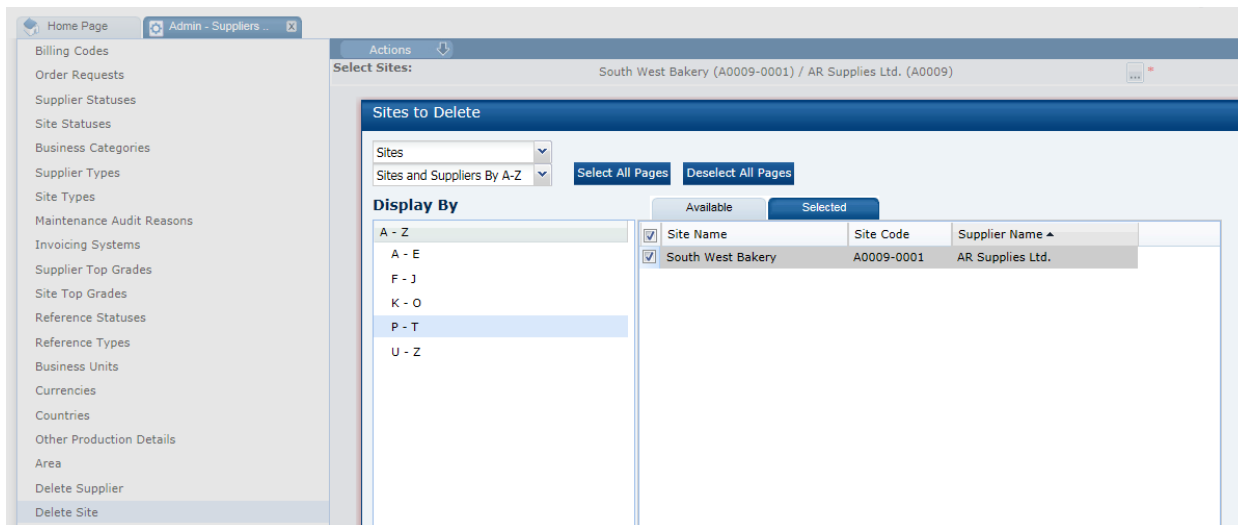 Home Page
Admin - Suppliers ..
Billing Codes
Order Requests
Supplier Statuses
Site Statuses
Business Categories
Supplier Types
Site Types
Maintenance Audit Reasons
Invoicing Systems
Supplier Top Grades
Site Top Grades
Reference Statuses
Reference Types
Business Units
Currencies
Countries
Other Production Details
Area
Delete Supplier
Delete Site
Actions
Select Sites: South West Bakery (A0009-0001) / AR Supplies Ltd. (A0009) ... *
Sites to Delete
Sites
Sites and Suppliers By A-Z Select All Pages Deselect All Pages
Display By
A - Z
A - E
F - J
K - O
P - T
U - Z
Available Selected
Site Name Site Code Supplier Name
South West Bakery A0009-0001 AR Supplies Ltd.